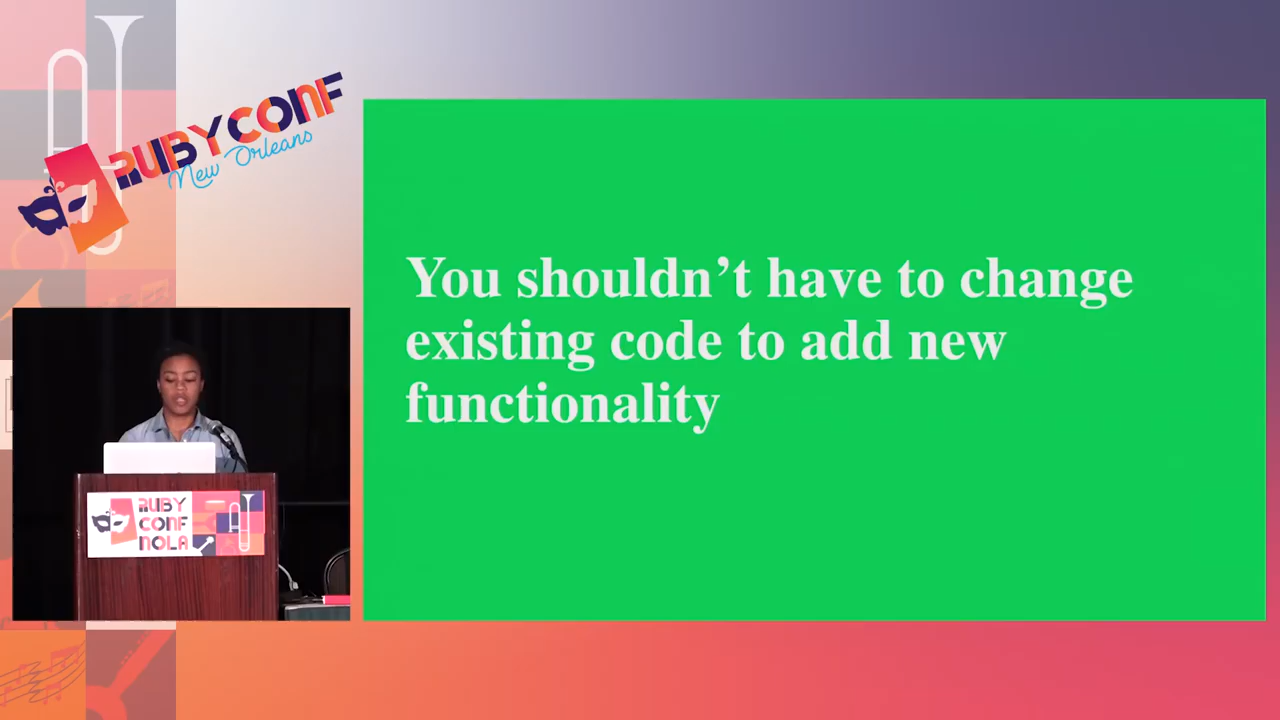 RUBYCONF
New Orleans
You shouldn’t have to change
existing code to add new
functionality
RUBY
CONF
NOLA